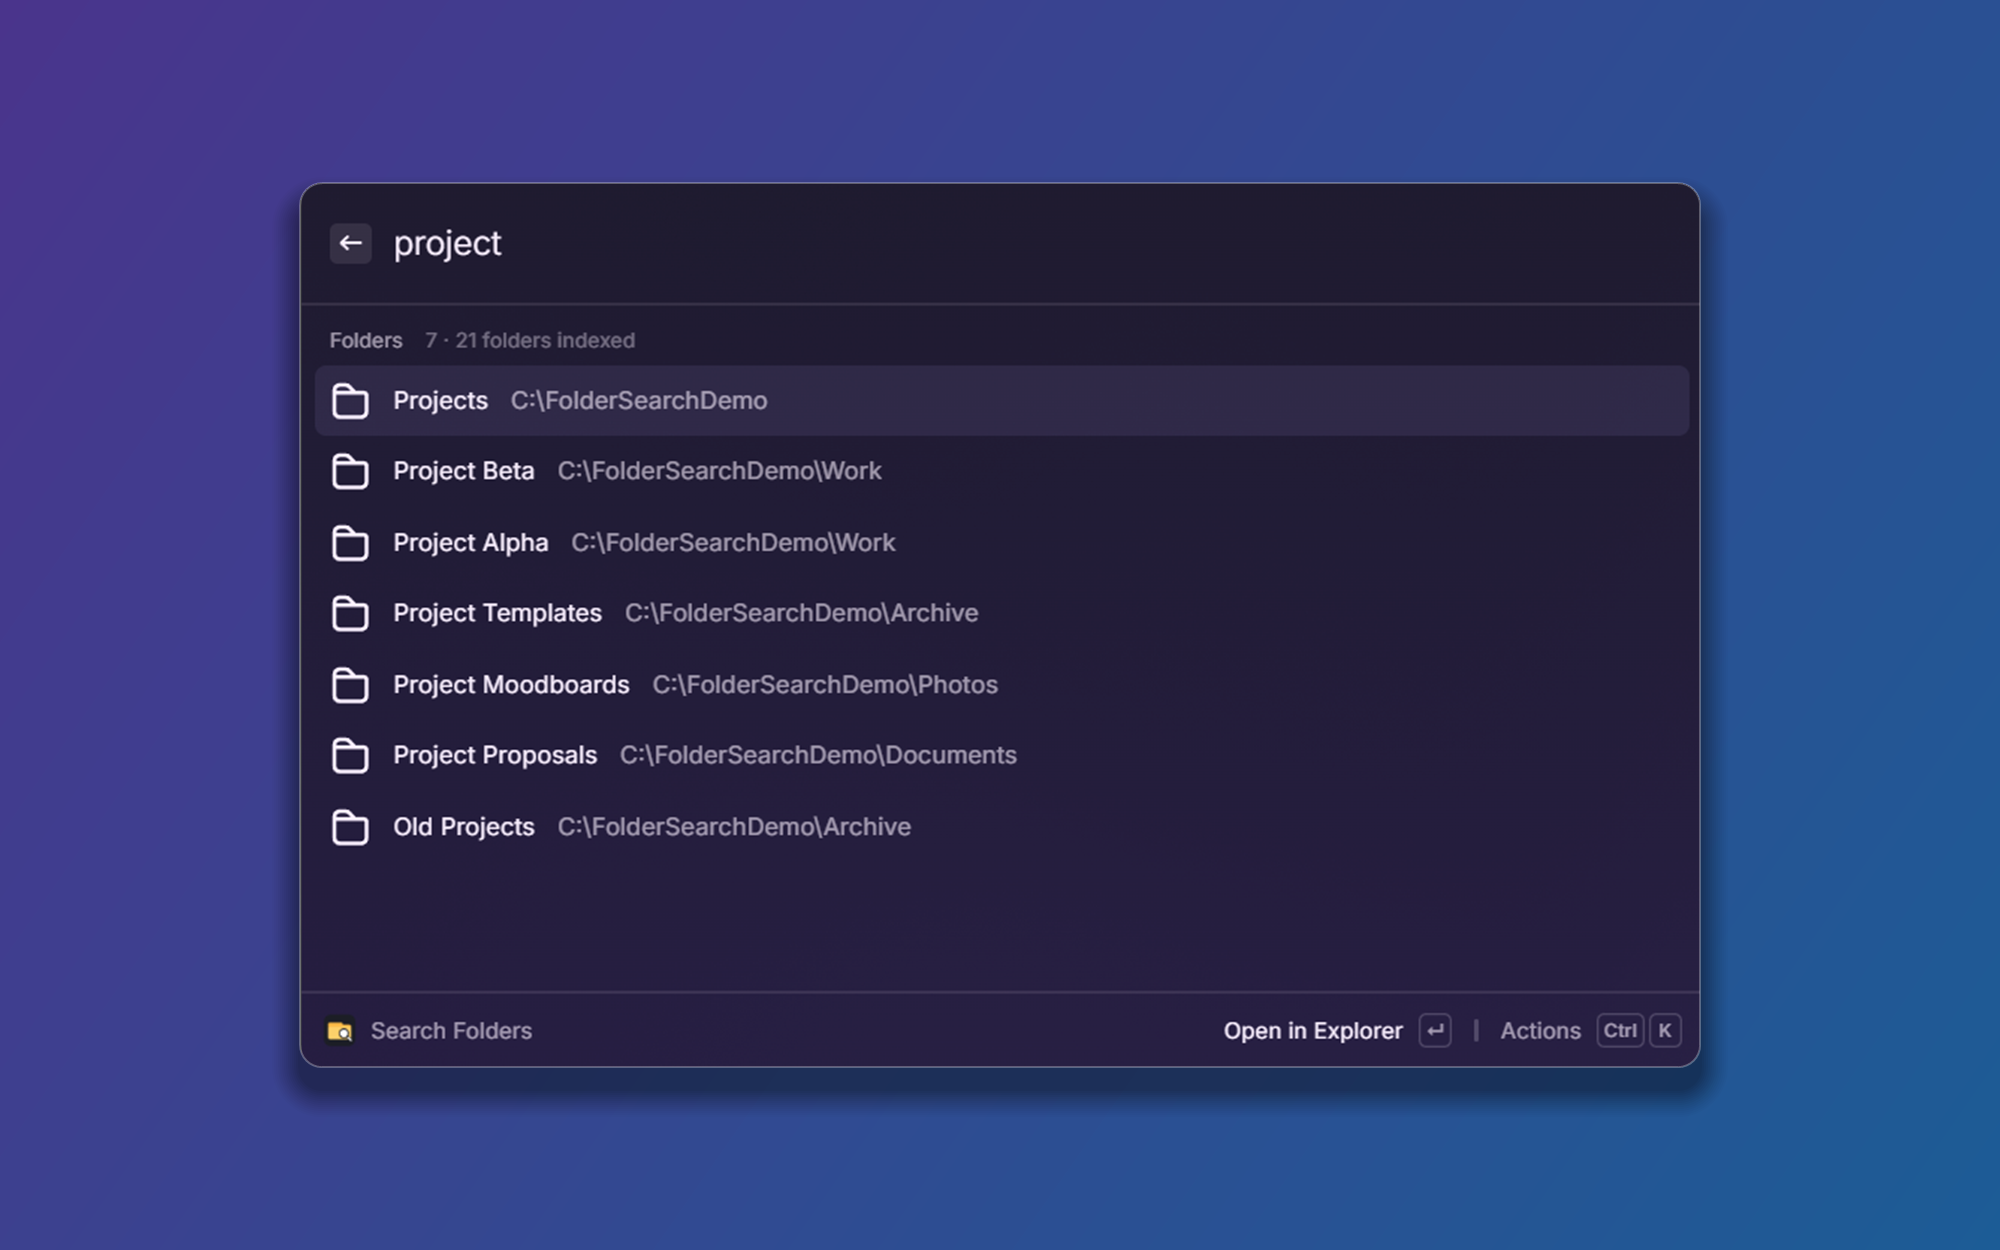 project
Folders 7 · 21 folders indexed
Projects C:\FolderSearchDemo
Project Beta C:\FolderSearchDemo\Work
Project Alpha C:\FolderSearchDemo\Work
Project Templates C:\FolderSearchDemo\Archive
Project Moodboards C:\FolderSearchDemo\Photos
Project Proposals C:\FolderSearchDemo\Documents
Old Projects C:\FolderSearchDemo\Archive
Search Folders Open in Explorer ↵ | Actions Ctrl K